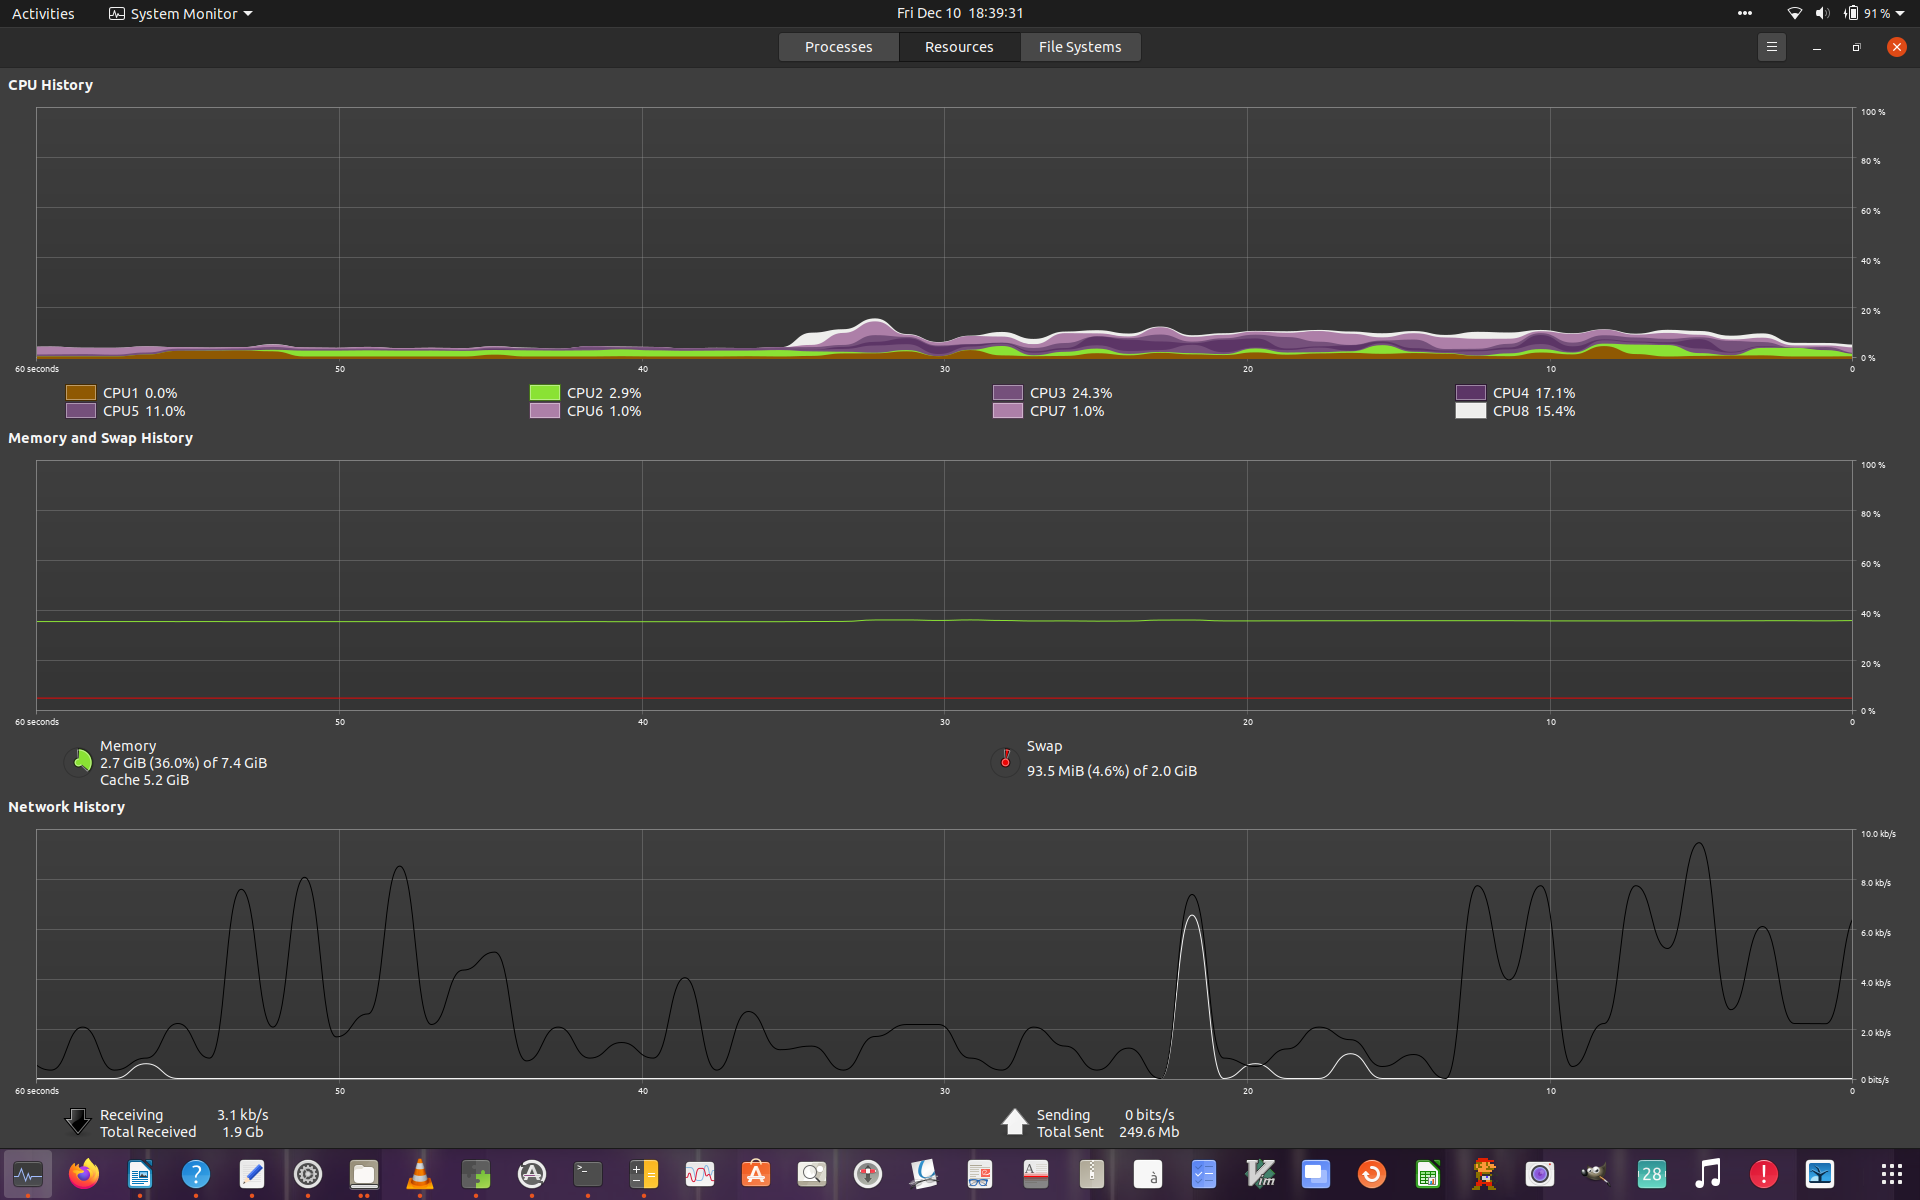 Activities System Monitor Fri Dec 10 18:39:31 91 %
Processes Resources File Systems
CPU History
100 %
80 %
60 %
40 %
20 %
0 %
60 seconds 50 40 30 20 10 0
CPU1 0.0% CPU2 2.9% CPU3 24.3% CPU4 17.1%
CPU5 11.0% CPU6 1.0% CPU7 1.0% CPU8 15.4%
Memory and Swap History
100 %
80 %
60 %
40 %
20 %
0 %
60 seconds 50 40 30 20 10 0
Memory
2.7 GiB (36.0%) of 7.4 GiB
Cache 5.2 GiB
Swap
93.5 MiB (4.6%) of 2.0 GiB
Network History
10.0 kb/s
8.0 kb/s
6.0 kb/s
4.0 kb/s
2.0 kb/s
0 bits/s
60 seconds 50 40 30 20 10 0
Receiving 3.1 kb/s
Total Received 1.9 Gb
Sending 0 bits/s
Total Sent 249.6 Mb
? >_ A à Vim 28 !